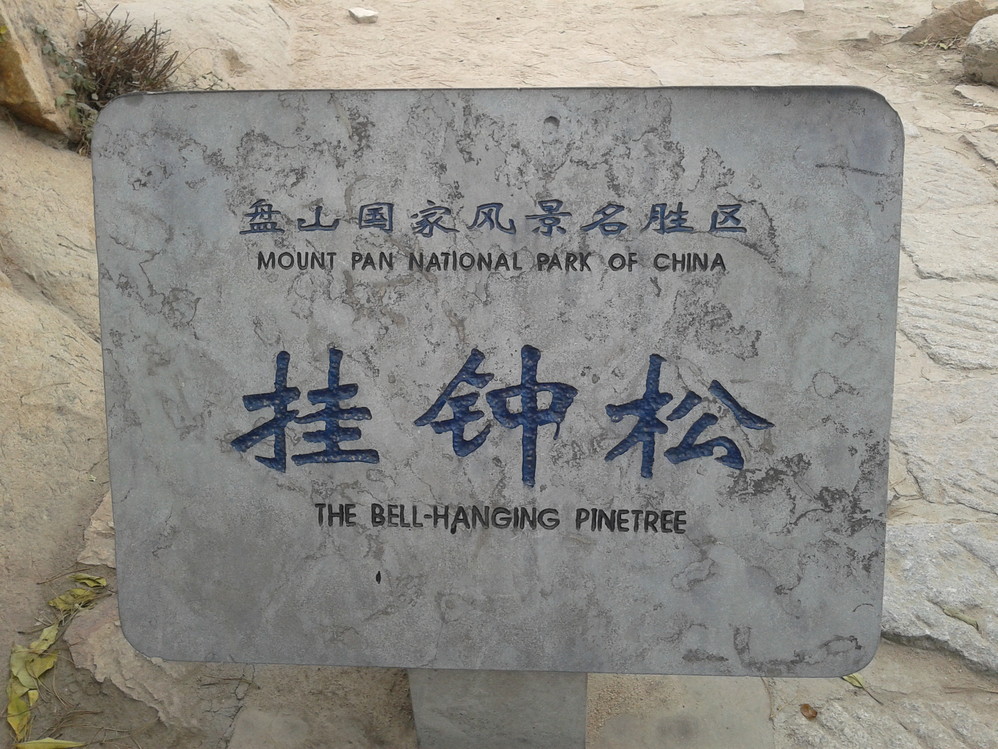 盘山国家风景名胜区
MOUNT PAN NATIONAL PARK OF CHINA
挂钟松
THE BELL-HANGING PINETREE